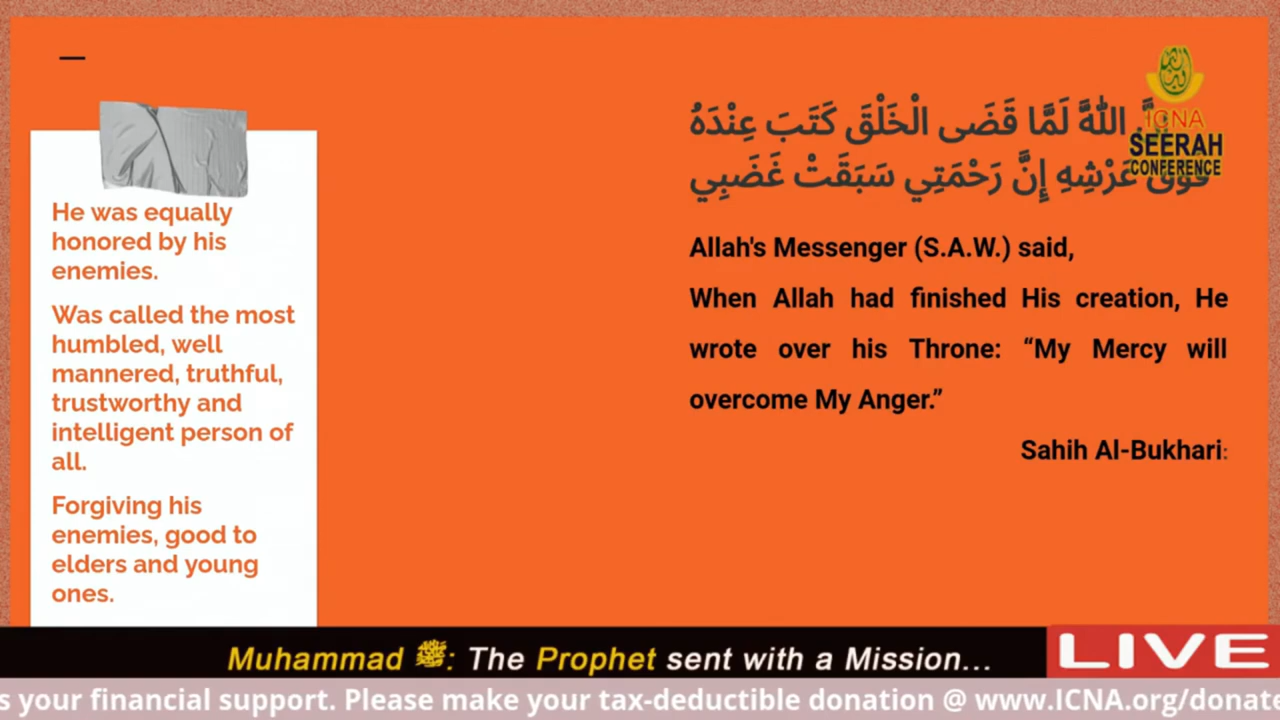 He was equally
honored by his
enemies.
Was called the most
humbled, well
mannered, truthful,
trustworthy and
intelligent person of
all.
Forgiving his
enemies, good to
elders and young
ones.
اللَّهَ لَمَّا قَضَى الْخَلْقَ كَتَبَ عِنْدَهُ
فَوْقَ عَرْشِهِ إِنَّ رَحْمَتِي سَبَقَتْ غَضَبِي
ICNA
SEERAH
CONFERENCE
Allah's Messenger (S.A.W.) said,
When Allah had finished His creation, He
wrote over his Throne: “My Mercy will
overcome My Anger.”
Sahih Al-Bukhari:
Muhammad ﷺ: The Prophet sent with a Mission...
LIVE
s your financial support. Please make your tax-deductible donation @ www.ICNA.org/donate